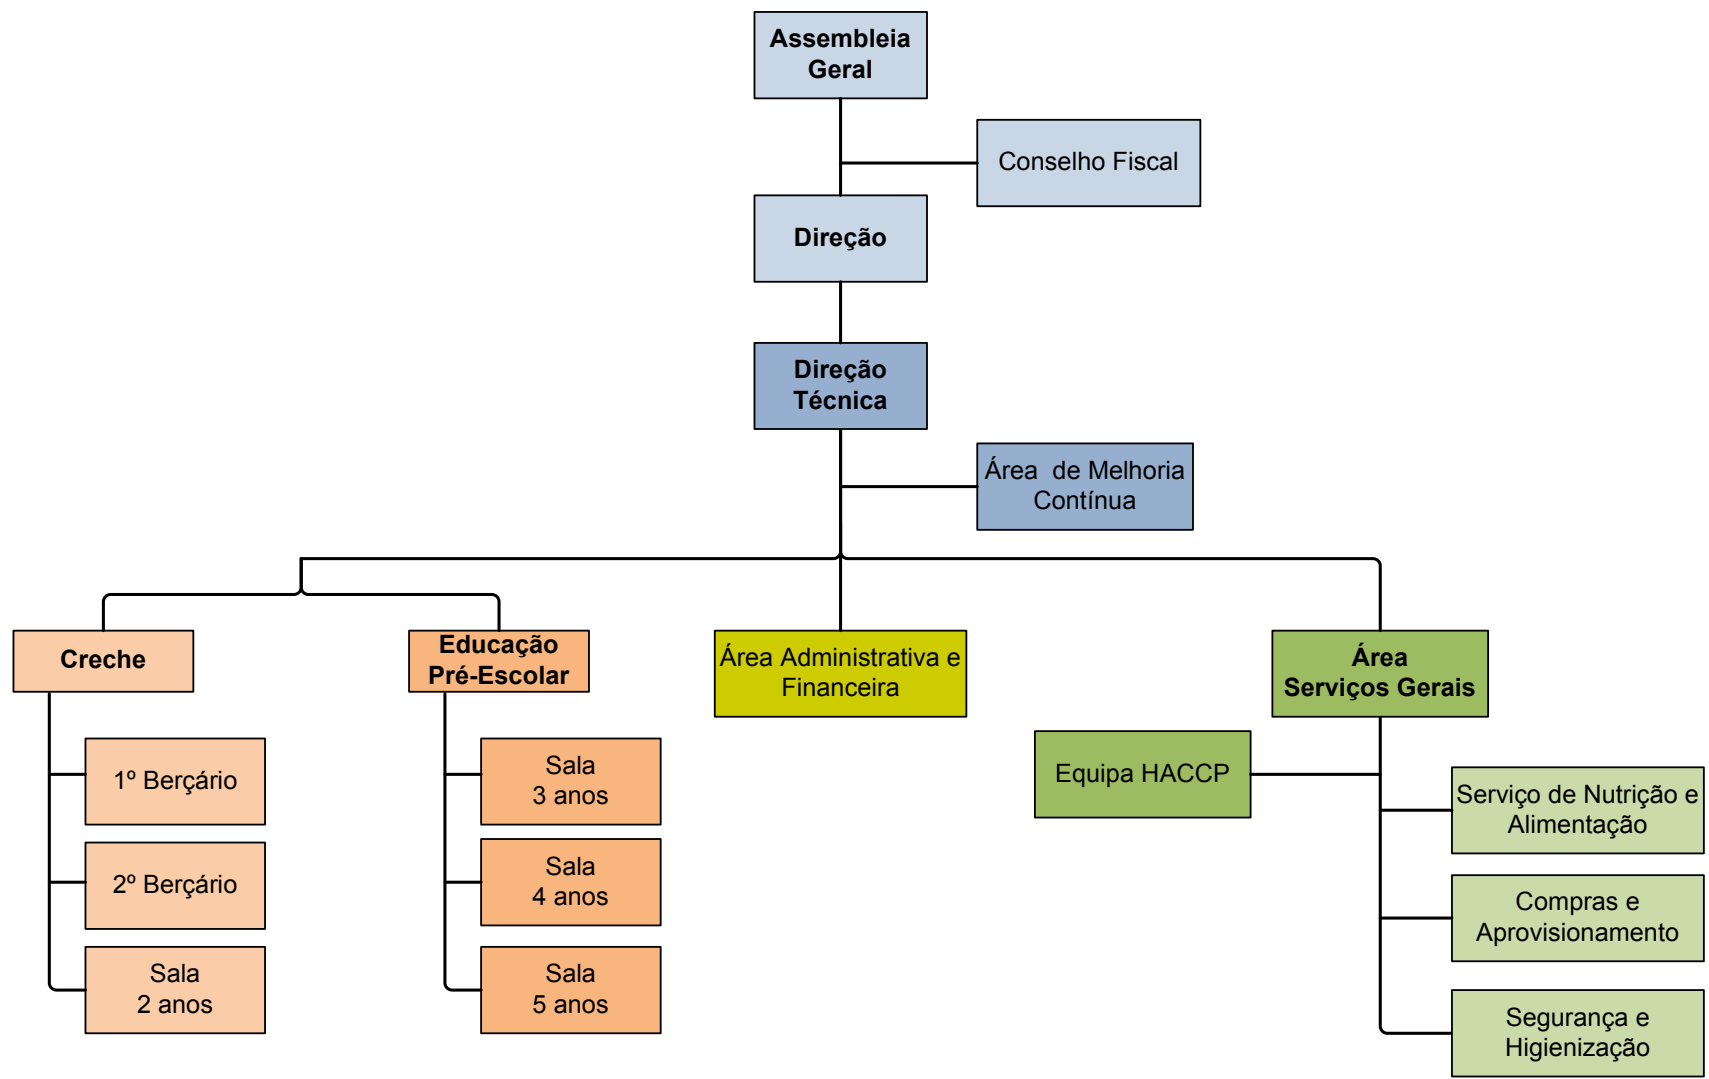 Assembleia
Geral
Conselho Fiscal
Direção
Direção
Técnica
Área  de Melhoria
Contínua
Creche
Educação
Pré-Escolar
Área Administrativa e
Financeira
Área
Serviços Gerais
1º Berçário
2º Berçário
Sala
2 anos
Sala
3 anos
Sala
4 anos
Sala
5 anos
Equipa HACCP
Serviço de Nutrição e
Alimentação
Compras e
Aprovisionamento
Segurança e
Higienização